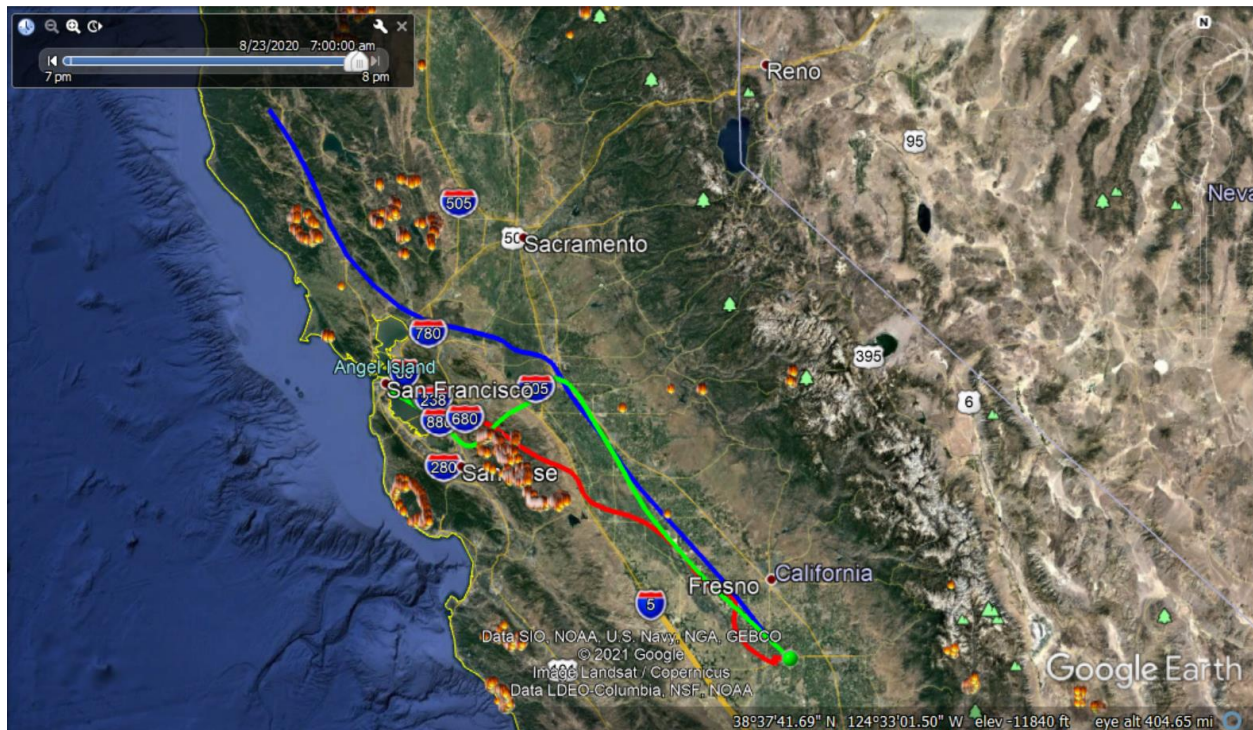 8/23/2020 7:00:00 am
7 pm
8 pm
N
Reno
95
Neva
505
50
Sacramento
780
395
Angel Island
6
San Francisco
238
880
680
280
California
Fresno
5
Data SIO, NOAA, U.S. Navy, NGA, GEBCO
© 2021 Google
Image Landsat / Copernicus
Data LDEO-Columbia, NSF, NOAA
Google Earth
38°37'41.69" N 124°33'01.50" W elev -11840 ft eye alt 404.65 mi